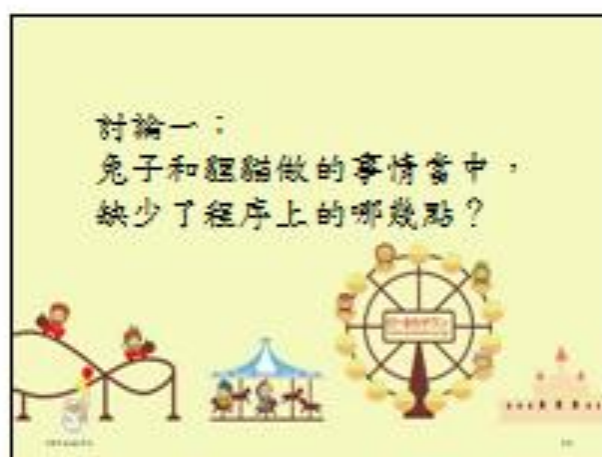 討論一：
兔子和貍貓做的事情當中，
缺少了程序上的哪幾點？